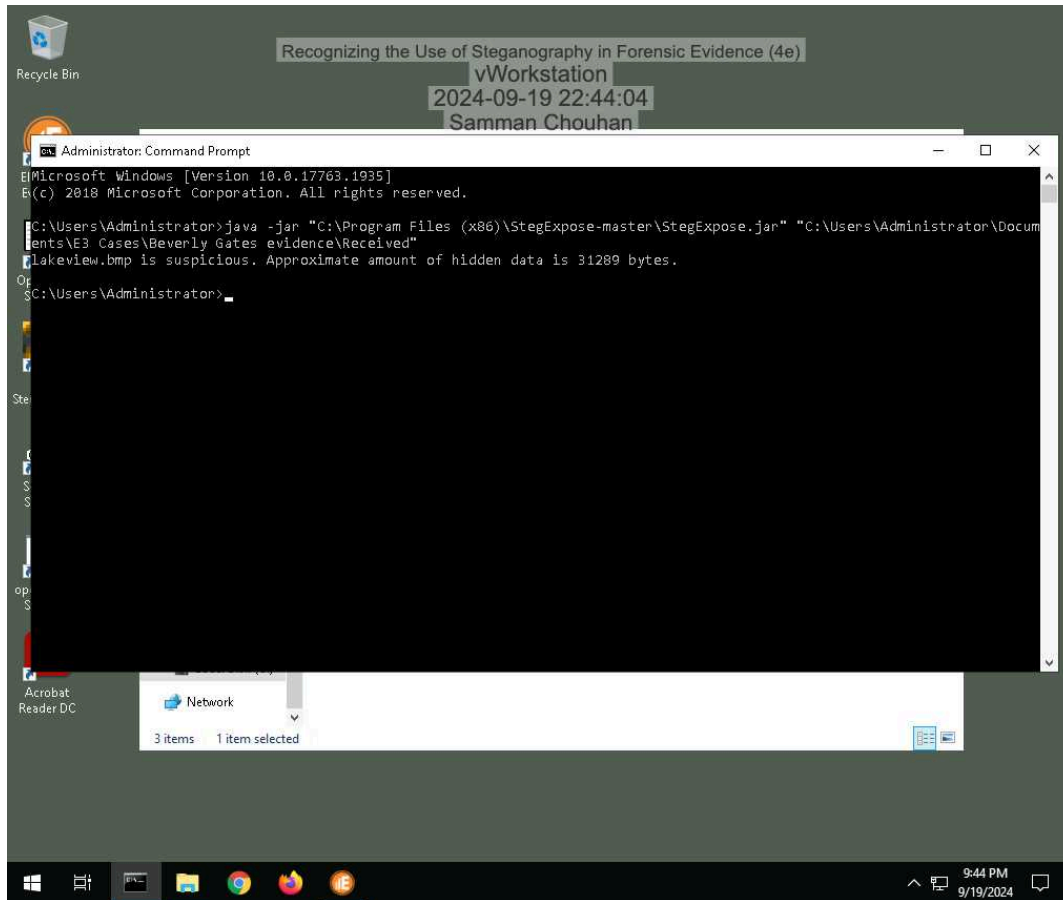 Recycle Bin
Recognizing the Use of Steganography in Forensic Evidence (4e)
vWorkstation
2024-09-19 22:44:04
Samman Chouhan
Administrator: Command Prompt
Microsoft Windows [Version 10.0.17763.1935]
(c) 2018 Microsoft Corporation. All rights reserved.
C:\Users\Administrator>java -jar "C:\Program Files (x86)\StegExpose-master\StegExpose.jar" "C:\Users\Administrator\Docum
ents\E3 Cases\Beverly Gates evidence\Received"
lakeview.bmp is suspicious. Approximate amount of hidden data is 31289 bytes.
C:\Users\Administrator>
Acrobat
Reader DC
Network
3 items 1 item selected
9:44 PM
9/19/2024